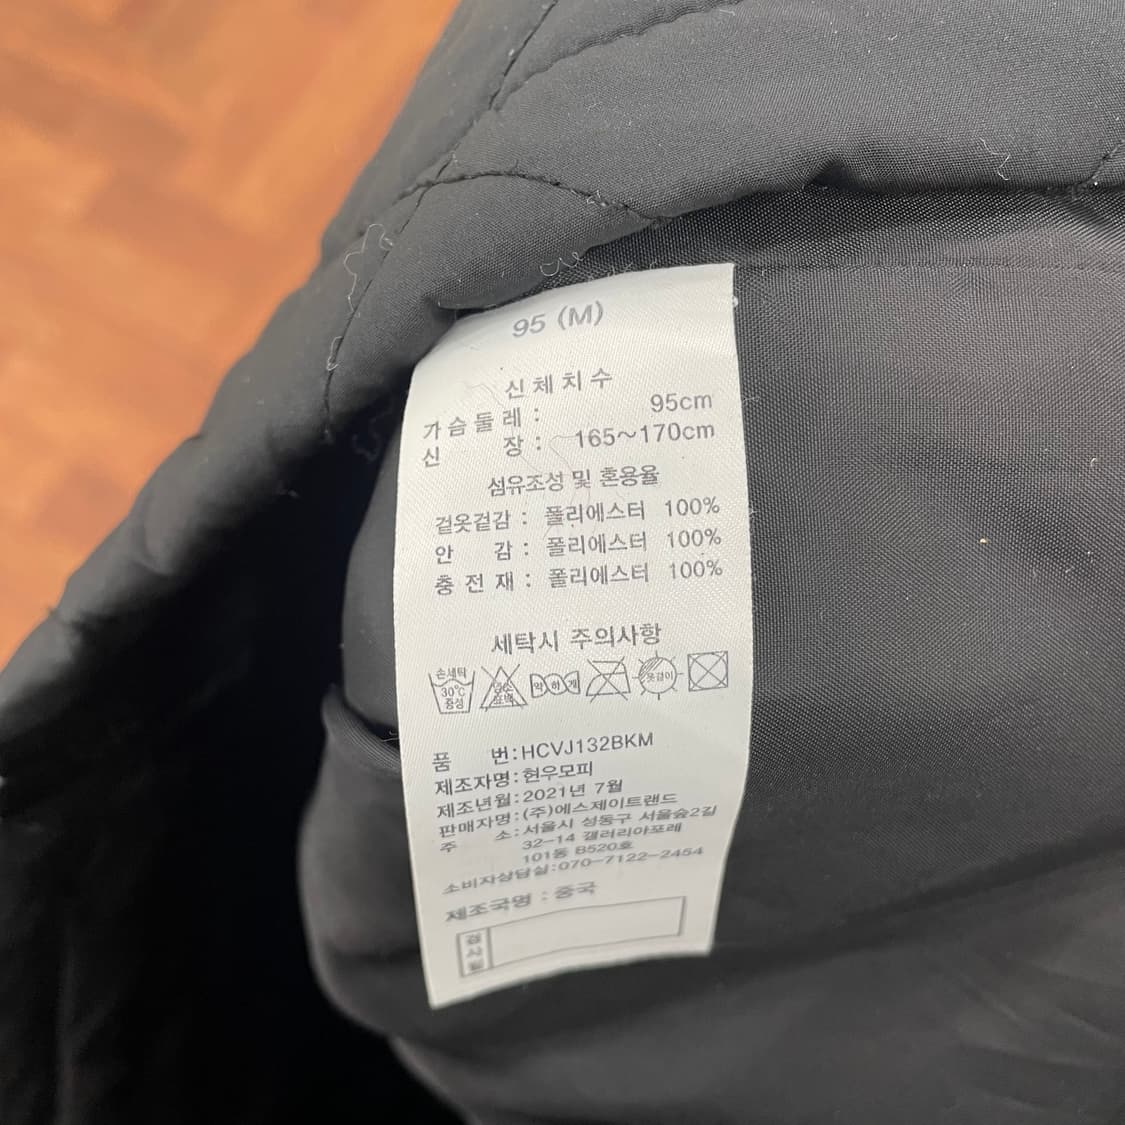 95 (M)
신체치수
가슴둘레 : 95cm
신 장 : 165~170cm
섬유조성 및 혼용율
겉옷겉감 : 폴리에스터 100%
안 감 : 폴리에스터 100%
충전재 : 폴리에스터 100%
세탁시 주의사항
손세탁 30℃ 중성 염소 표백 약하게 옷걸이
품 번:HCVJ132BKM
제조자명:현우모피
제조년월:2021년 7월
판매자명:(주)에스제이트랜드
주 소:서울시 성동구 서울숲2길
32-14 갤러리아포레
101동 B520호
소비자상담실:070-7122-2454
제조국명 : 중국
검사필